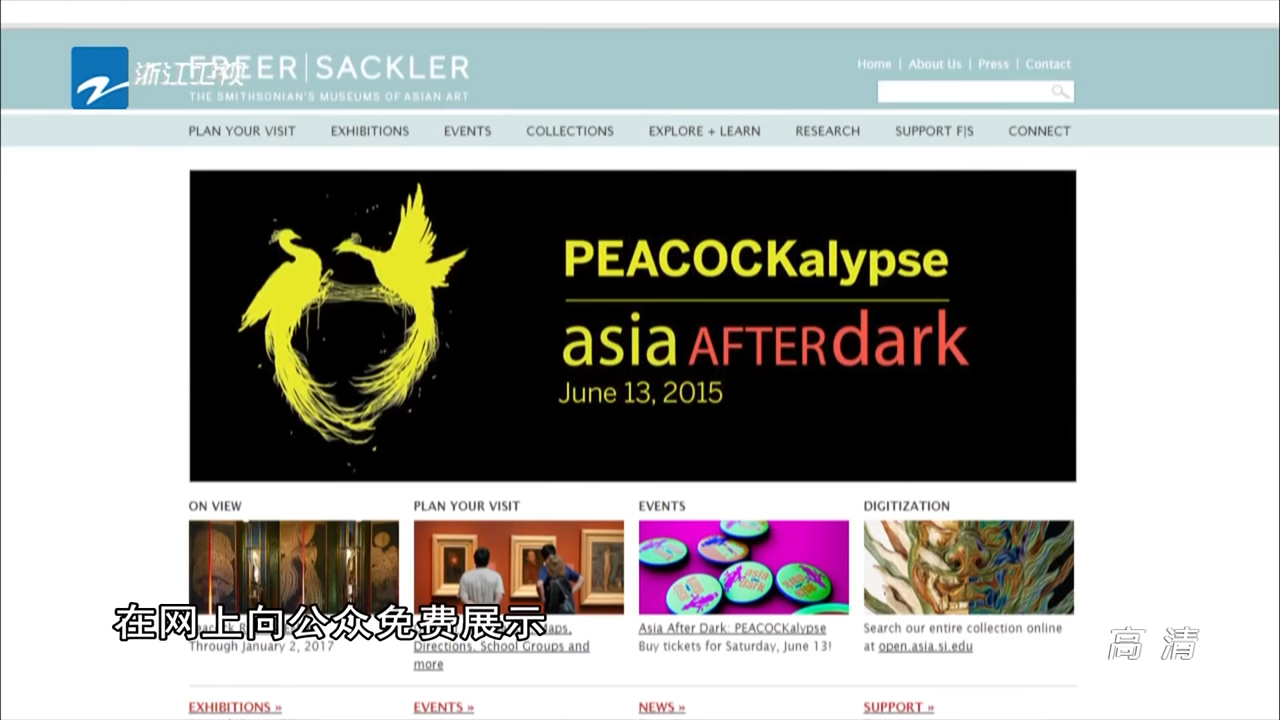 浙江卫视
FREER | SACKLER
THE SMITHSONIAN'S MUSEUMS OF ASIAN ART
Home | About Us | Press | Contact
PLAN YOUR VISIT EXHIBITIONS EVENTS COLLECTIONS EXPLORE + LEARN RESEARCH SUPPORT F|S CONNECT
PEACOCKalypse
asia AFTER dark
June 13, 2015
ON VIEW
Through January 2, 2017
PLAN YOUR VISIT
Maps,
Directions, School Groups and
more
EVENTS
Asia After Dark: PEACOCKalypse
Buy tickets for Saturday, June 13!
DIGITIZATION
Search our entire collection online
at open.asia.si.edu
在网上向公众免费展示
高清
EXHIBITIONS »
EVENTS »
NEWS »
SUPPORT »